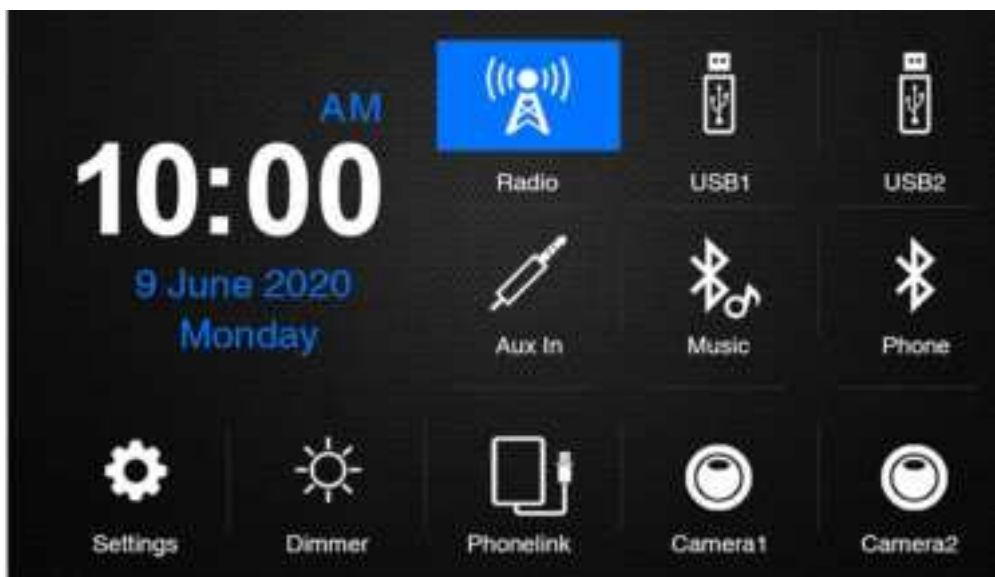 AM
10:00
9 June 2020
Monday
Radio
USB1
USB2
Aux In
Music
Phone
Settings
Dimmer
Phonelink
Camera1
Camera2